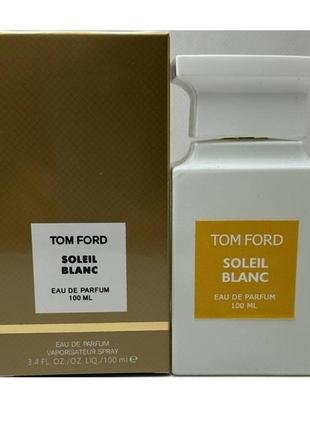 TOM FORD
SOLEIL
BLANC
EAU DE PARFUM
100 ML
EAU DE PARFUM
VAPORISATEUR SPRAY
3.4 FL. OZ./OZ. LIQ./100 ml ℮
TOM FORD
SOLEIL
BLANC
EAU DE PARFUM
100 ML